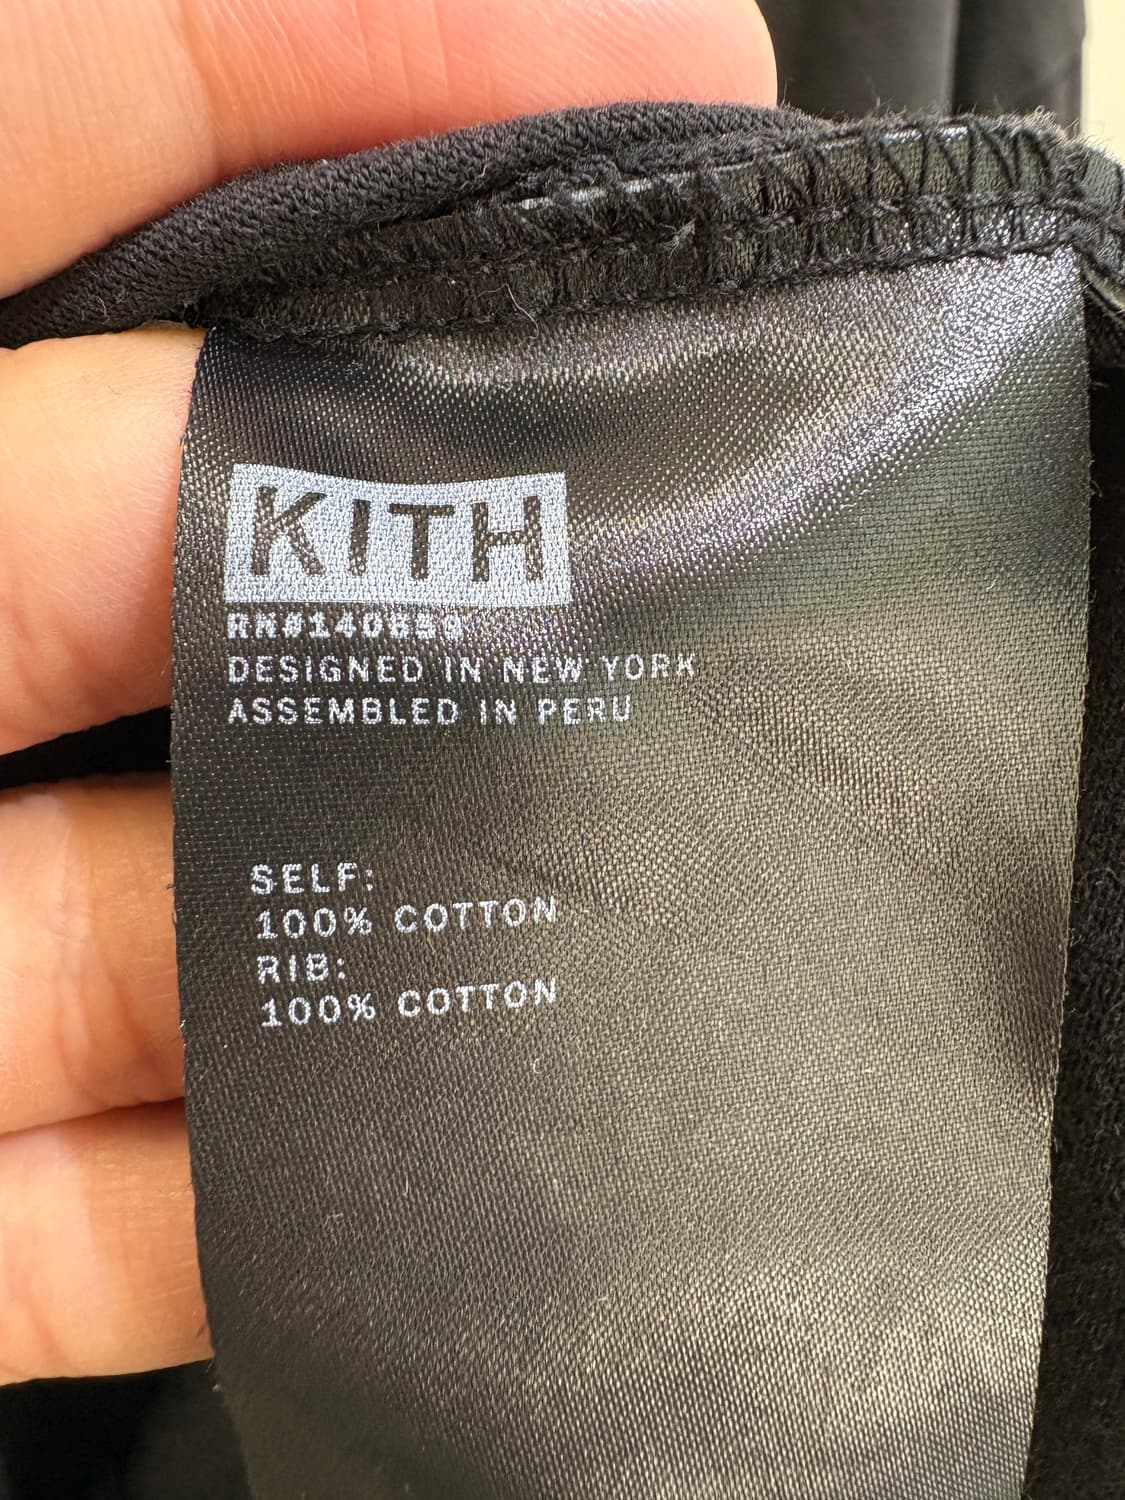 KITH
DESIGNED IN NEW YORK
ASSEMBLED IN PERU
SELF:
100% COTTON
RIB:
100% COTTON